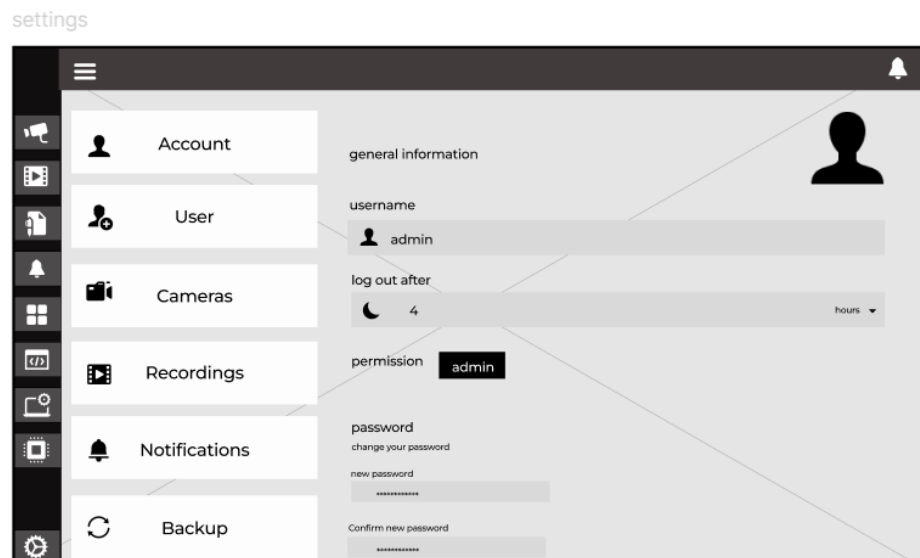 settings
Account
User
Cameras
Recordings
Notifications
Backup
general information
username
admin
log out after
4 hours
permission admin
password
change your password
new password
************
Confirm new password
************